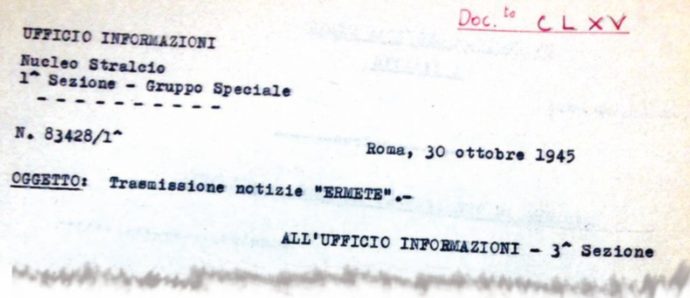 Doc.to CLXV
UFFICIO INFORMAZIONI
Nucleo Stralcio
1^ Sezione - Gruppo Speciale
- - - - - - - - - - -
N. 83428/1^
Roma, 30 ottobre 1945
OGGETTO: Trasmissione notizie "ERMETE".-
ALL'UFFICIO INFORMAZIONI - 3^ Sezione